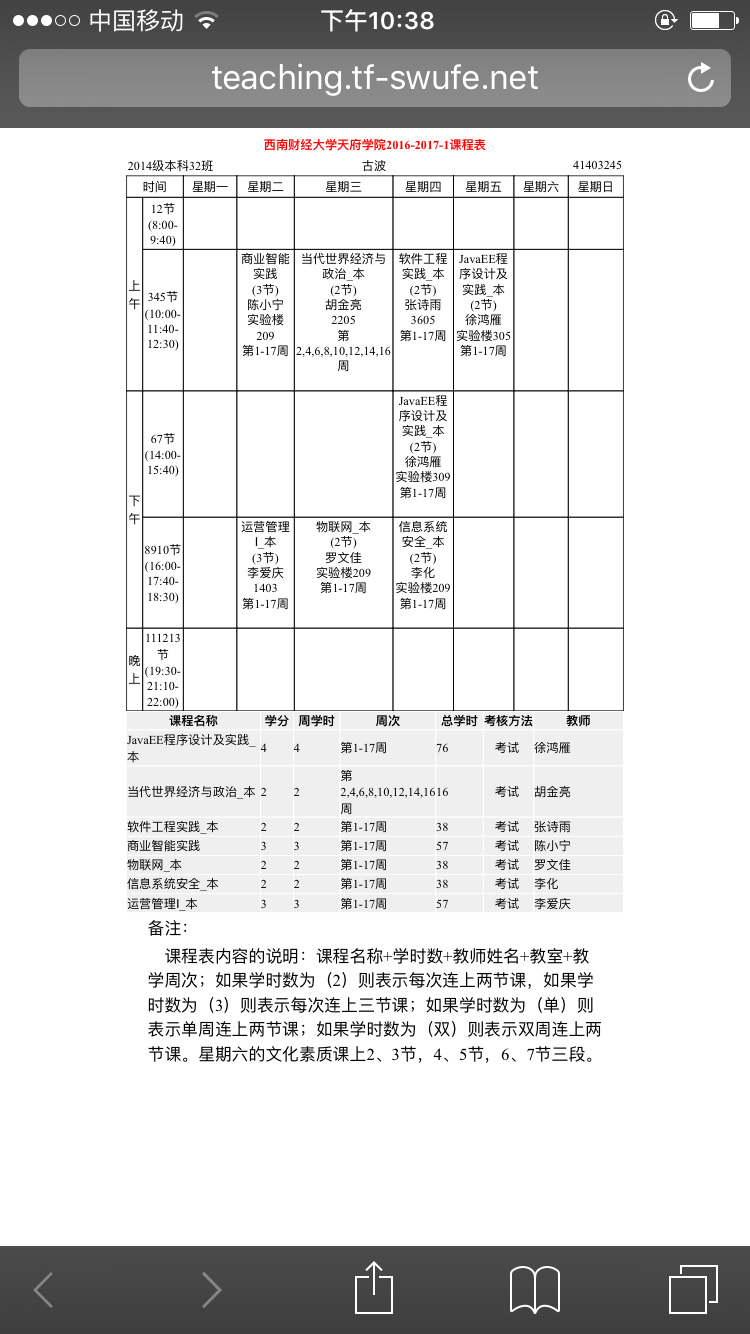 中国移动
下午10:38
teaching.tf-swufe.net
西南财经大学天府学院2016-2017-1课程表
2014级本科32班
古波
41403245
时间
星期一
星期二
星期三
星期四
星期五
星期六
星期日
上
午
12节
(8:00-
9:40)
345节
(10:00-
11:40-
12:30)
商业智能
实践
(3节)
陈小宁
实验楼
209
第1-17周
当代世界经济与
政治_本
(2节)
胡金亮
2205
第
2,4,6,8,10,12,14,16
周
软件工程
实践_本
(2节)
张诗雨
3605
第1-17周
JavaEE程
序设计及
实践_本
(2节)
徐鸿雁
实验楼305
第1-17周
下
午
67节
(14:00-
15:40)
JavaEE程
序设计及
实践_本
(2节)
徐鸿雁
实验楼309
第1-17周
8910节
(16:00-
17:40-
18:30)
运营管理
Ⅰ_本
(3节)
李爱庆
1403
第1-17周
物联网_本
(2节)
罗文佳
实验楼209
第1-17周
信息系统
安全_本
(2节)
李化
实验楼209
第1-17周
晚
上
111213
节
(19:30-
21:10-
22:00)
课程名称 学分 周学时 周次 总学时 考核方法 教师
JavaEE程序设计及实践_
本
4 4 第1-17周 76 考试 徐鸿雁
当代世界经济与政治_本 2 2
第
2,4,6,8,10,12,14,16
周
16 考试 胡金亮
软件工程实践_本 2 2 第1-17周 38 考试 张诗雨
商业智能实践 3 3 第1-17周 57 考试 陈小宁
物联网_本 2 2 第1-17周 38 考试 罗文佳
信息系统安全_本 2 2 第1-17周 38 考试 李化
运营管理Ⅰ_本 3 3 第1-17周 57 考试 李爱庆
备注：
课程表内容的说明：课程名称+学时数+教师姓名+教室+教
学周次；如果学时数为（2）则表示每次连上两节课，如果学
时数为（3）则表示每次连上三节课；如果学时数为（单）则
表示单周连上两节课；如果学时数为（双）则表示双周连上两
节课。星期六的文化素质课上2、3节，4、5节，6、7节三段。